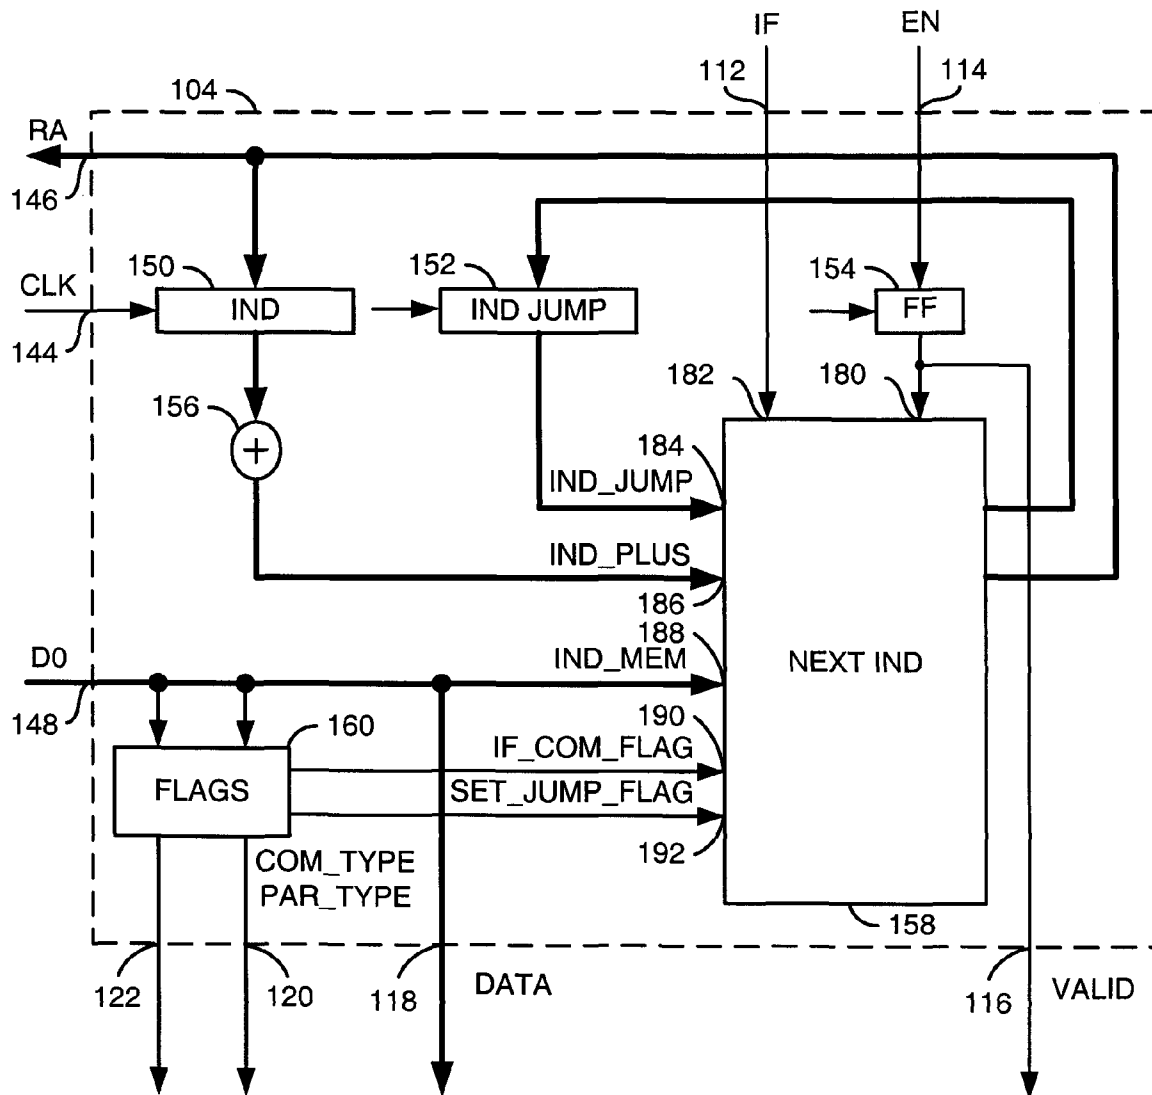 IF
EN
112
114
104
RA
146
150
152
154
CLK
IND
IND JUMP
FF
144
156
+
182
180
184
IND_JUMP
IND_PLUS
186
188
D0
IND_MEM
NEXT IND
148
160
190
IF_COM_FLAG
FLAGS
SET_JUMP_FLAG
192
COM_TYPE
PAR_TYPE
158
122
120
118
DATA
116
VALID